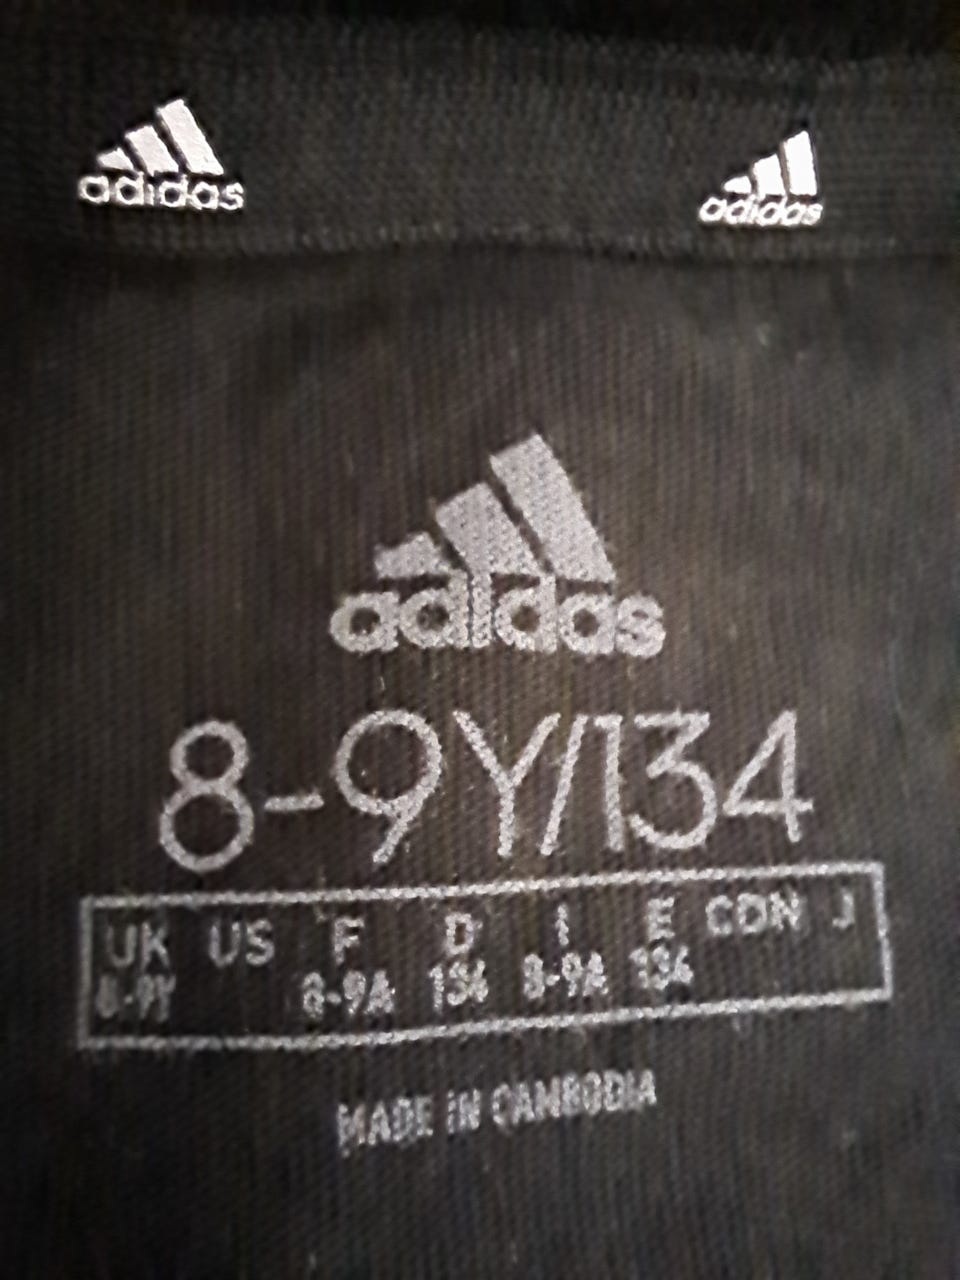 adidas adidas
adidas
8-9Y/134
UK US F D I E CDN J
8-9Y 8-9A 134 8-9A 134
MADE IN CAMBODIA